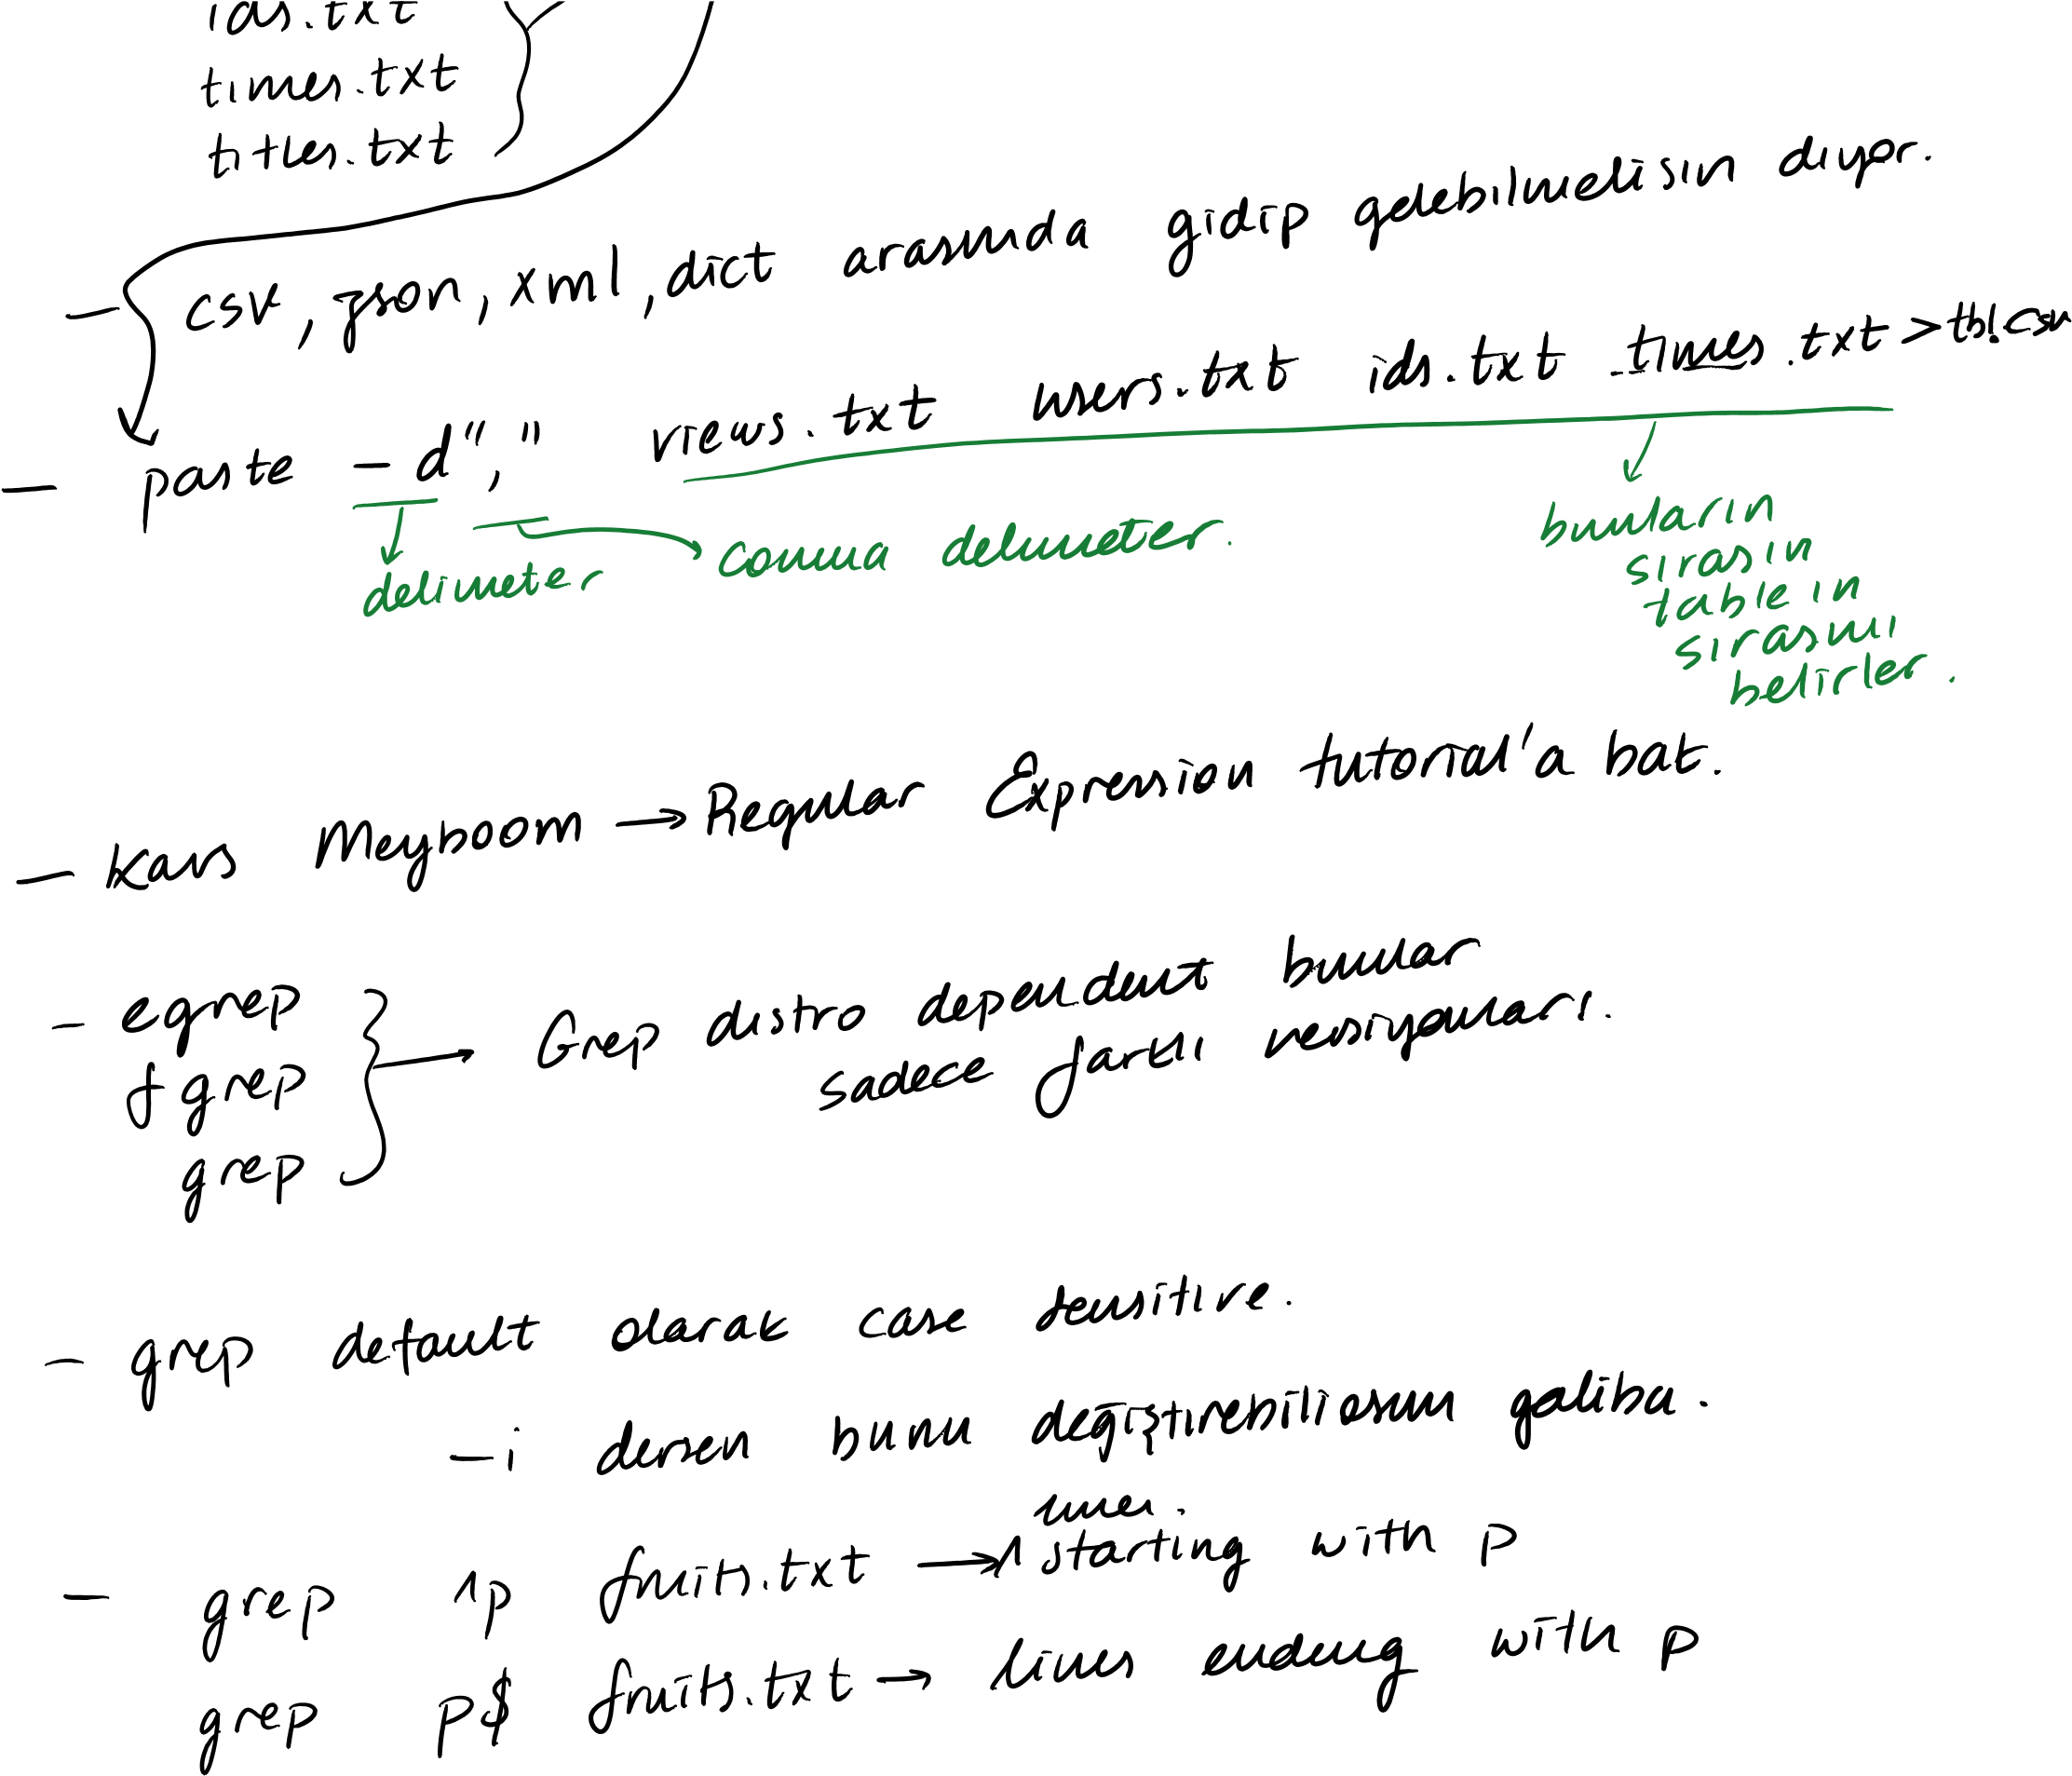 ids.txt
times.txt
titles.txt
- csv, json, xml, dict arasında gidip gelebilmelisin diyor.
- paste -d "," views.txt users.txt ids.txt times.txt > tbl.csv
delimeter
comma delimeter.
bunların
sırasın
table in
sırasını
belirler.
- Kars Meyboom → Regular Expression tutorial'a bak.
- egrep
fgrep
grep
Grep distro dependent bunlar
sadece farklı versiyonları.
- grep default olarak case sensitive.
-i dersen bunu değiştirebiliyorum galiba.
lines.
- grep ^p fruits.txt → ^ starting with p
grep p$ fruits.txt → lines ending with p